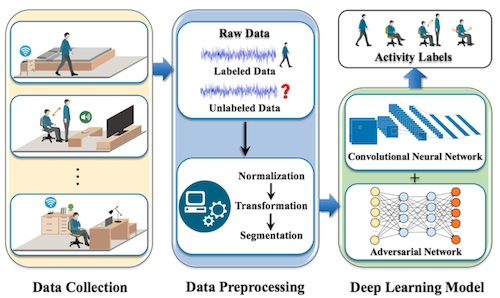 Raw Data
Labeled Data
?
Unlabeled Data
Normalization
Transformation
Segmentation
Activity Labels
Convolutional Neural Network
+
Adversarial Network
Data Collection
Data Preprocessing
Deep Learning Model